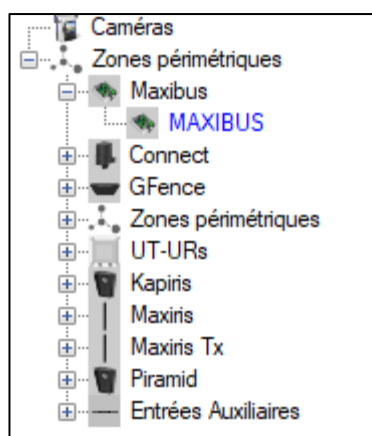 Caméras
Zones périmétriques
Maxibus
MAXIBUS
Connect
GFence
Zones périmétriques
UT-URs
Kapiris
Maxiris
Maxiris Tx
Piramid
Entrées Auxiliaires